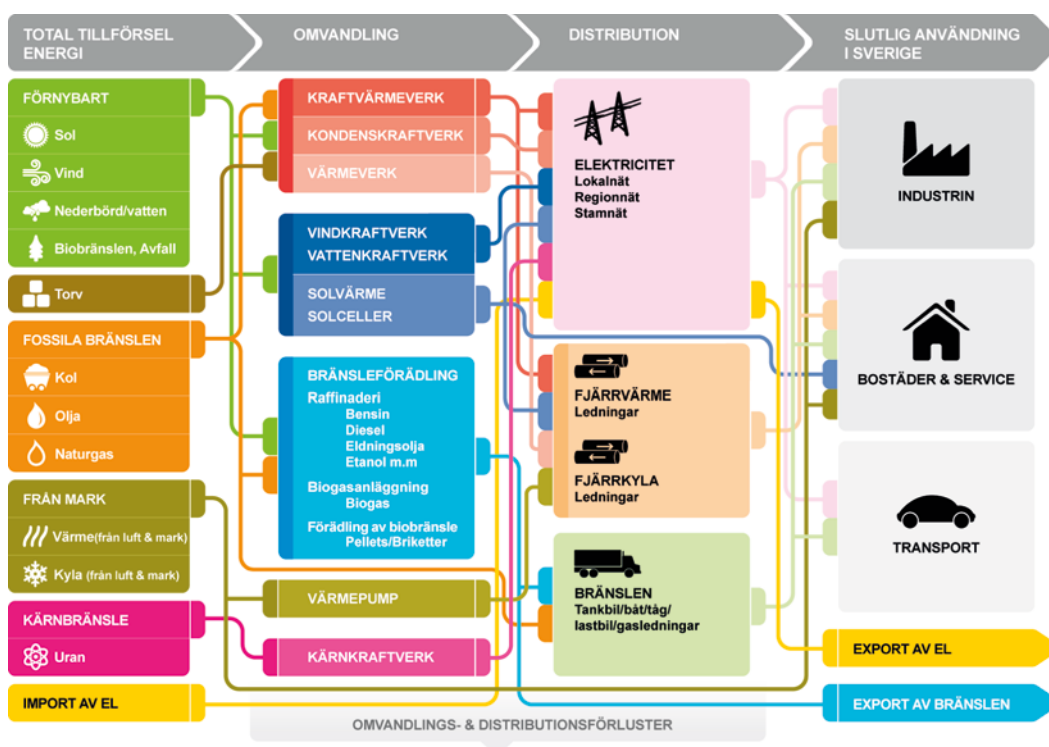 TOTAL TILLFÖRSEL
ENERGI
OMVANDLING
DISTRIBUTION
SLUTLIG ANVÄNDNING
I SVERIGE
FÖRNYBART
Sol
Vind
Nederbörd/vatten
Biobränslen, Avfall
Torv
FOSSILA BRÄNSLEN
Kol
Olja
Naturgas
FRÅN MARK
Värme(från luft & mark)
Kyla (från luft & mark)
KÄRNBRÄNSLE
Uran
IMPORT AV EL
KRAFTVÄRMEVERK
KONDENSKRAFTVERK
VÄRMEVERK
VINDKRAFTVERK
VATTENKRAFTVERK
SOLVÄRME
SOLCELLER
BRÄNSLEFÖRÄDLING
Raffinaderi
Bensin
Diesel
Eldningsolja
Etanol m.m
Biogasanläggning
Biogas
Förädling av biobränsle
Pellets/Briketter
VÄRMEPUMP
KÄRNKRAFTVERK
ELEKTRICITET
Lokalnät
Regionnät
Stamnät
FJÄRRVÄRME
Ledningar
FJÄRRKYLA
Ledningar
BRÄNSLEN
Tankbil/båt/tåg/
lastbil/gasledningar
INDUSTRIN
BOSTÄDER & SERVICE
TRANSPORT
EXPORT AV EL
EXPORT AV BRÄNSLEN
OMVANDLINGS- & DISTRIBUTIONSFÖRLUSTER